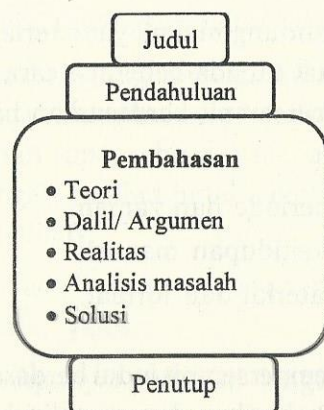 Judul
Pendahuluan
Pembahasan
• Teori
• Dalil/ Argumen
• Realitas
• Analisis masalah
• Solusi
Penutup